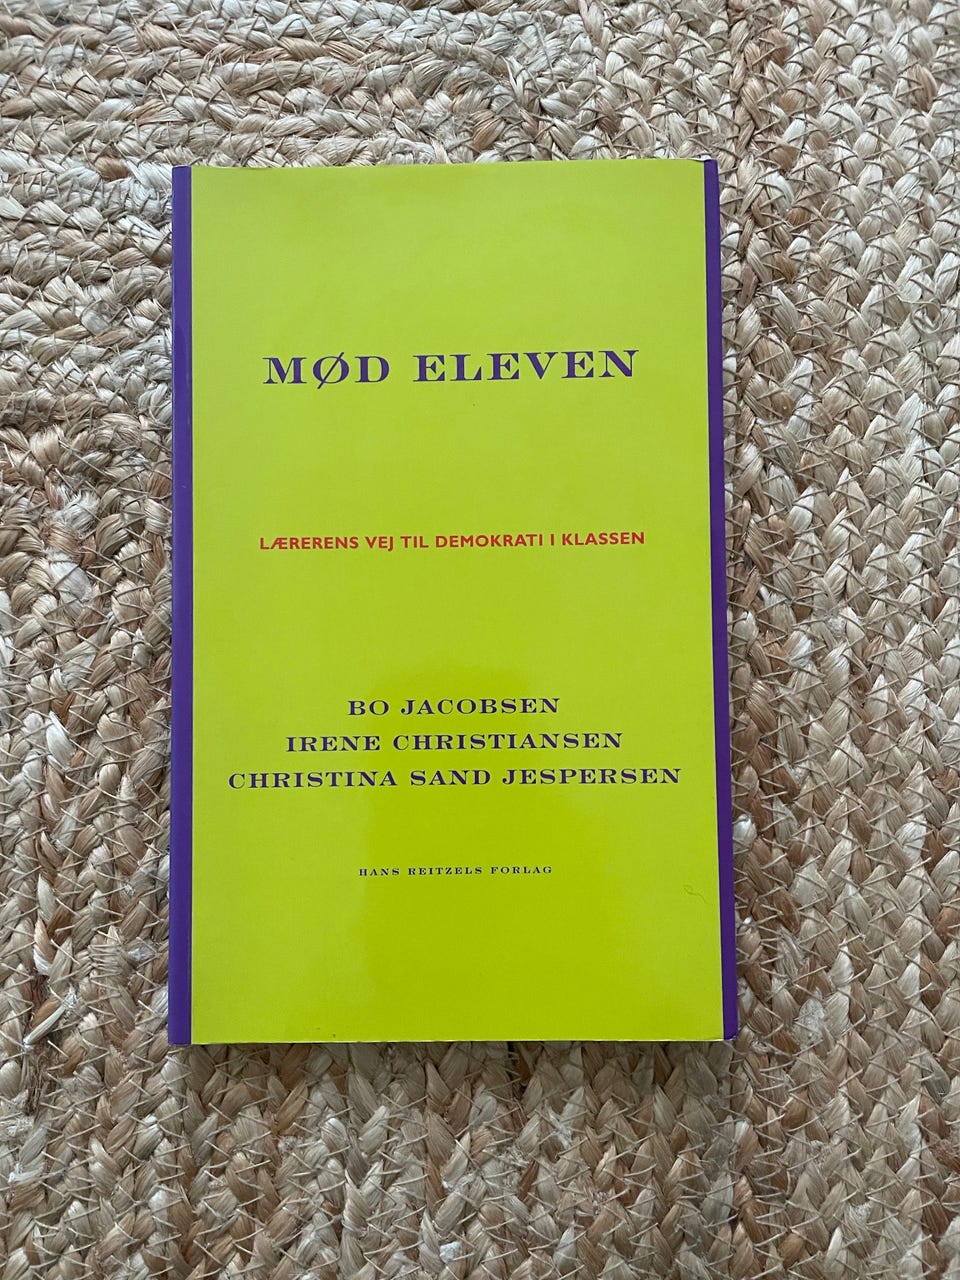 MØD ELEVEN
LÆRERENS VEJ TIL DEMOKRATI I KLASSEN
BO JACOBSEN
IRENE CHRISTIANSEN
CHRISTINA SAND JESPERSEN
HANS REITZELS FORLAG